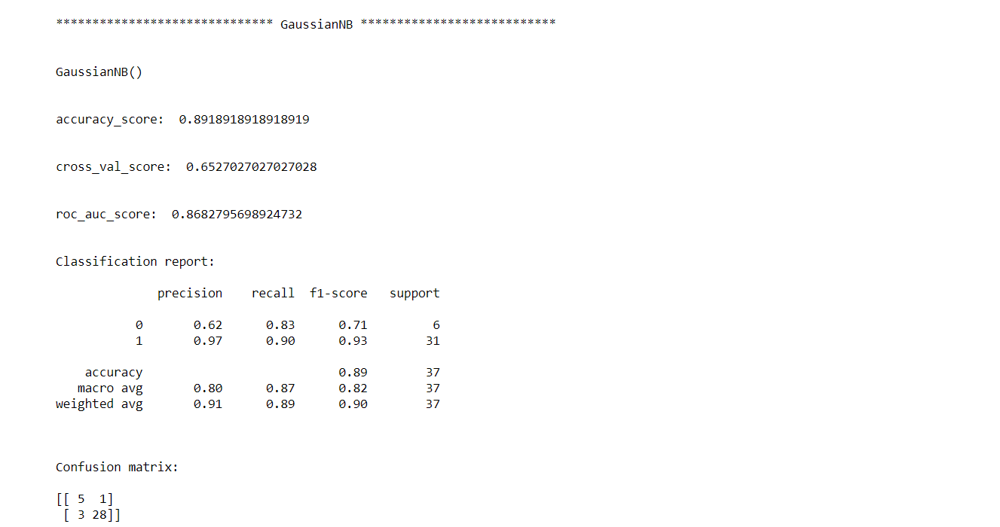 ****************************** GaussianNB ***************************
GaussianNB()
accuracy_score:  0.8918918918918919
cross_val_score:  0.6527027027027028
roc_auc_score:  0.8682795698924732
Classification report:
              precision    recall  f1-score   support
           0       0.62      0.83      0.71         6
           1       0.97      0.90      0.93        31
    accuracy                           0.89        37
   macro avg       0.80      0.87      0.82        37
weighted avg       0.91      0.89      0.90        37
Confusion matrix:
[[ 5  1]
 [ 3 28]]